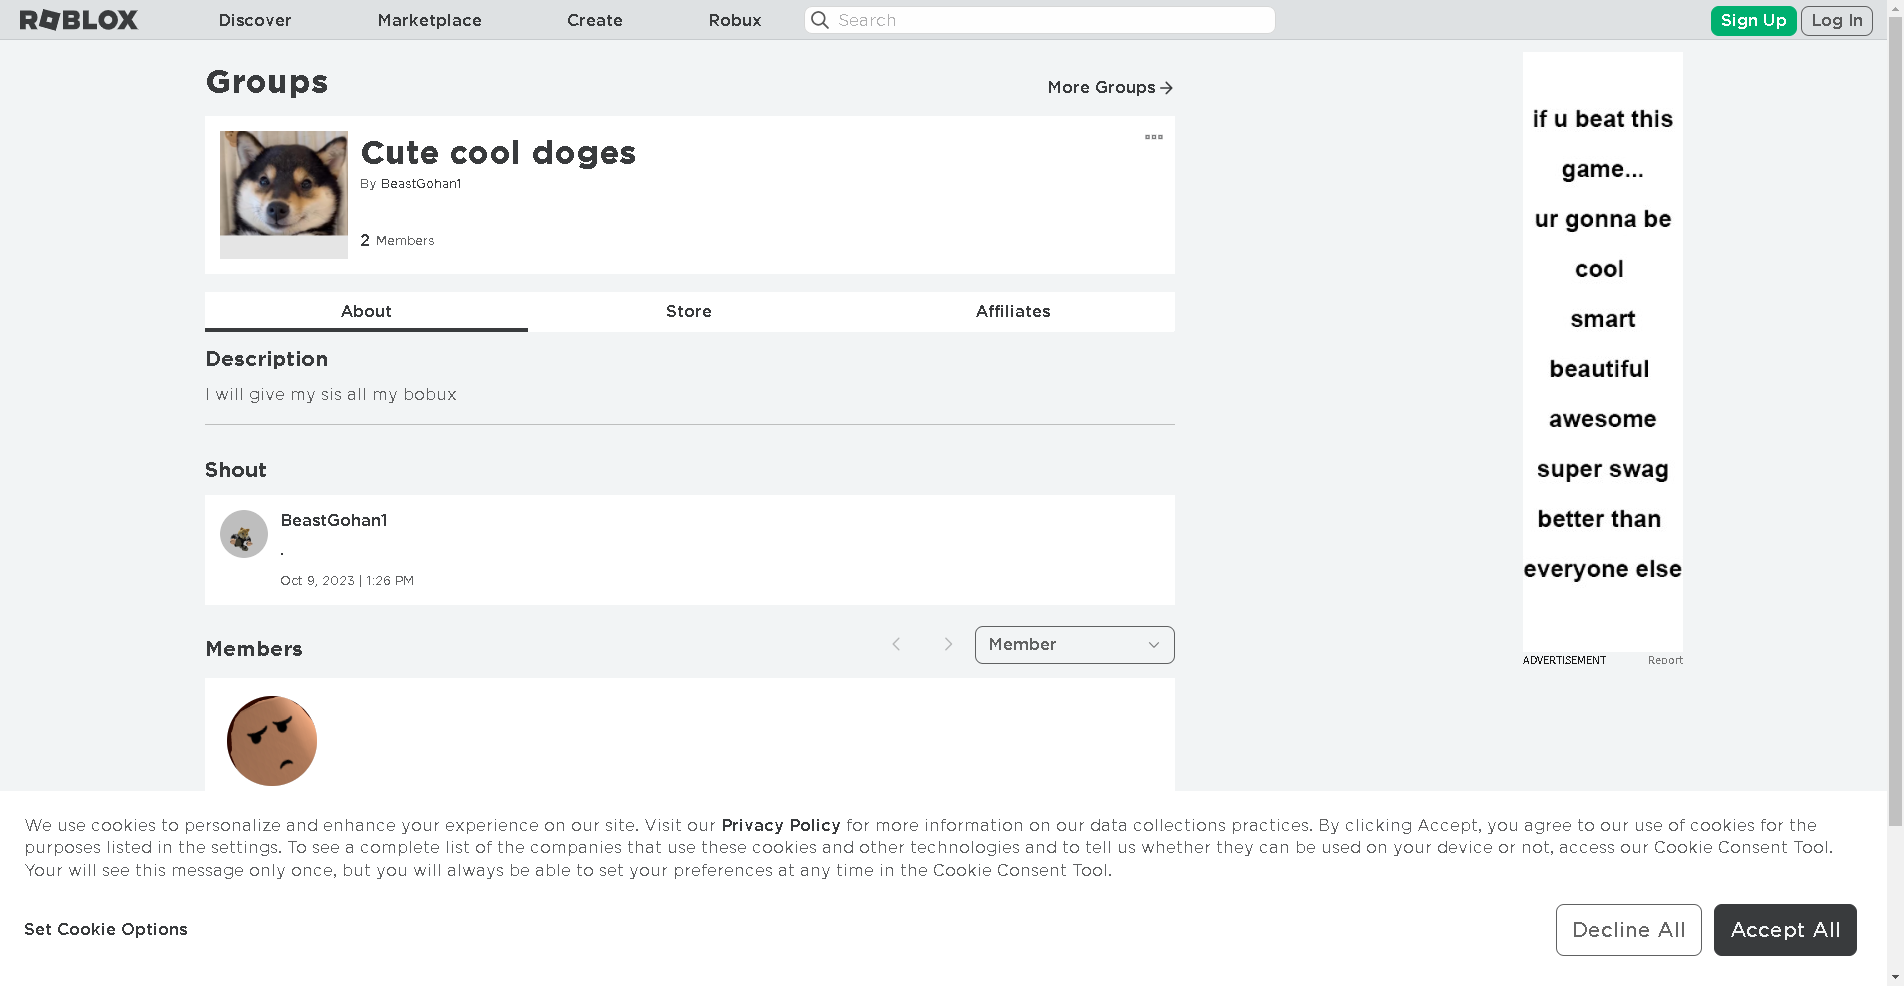 ROBLOX
Discover
Marketplace
Create
Robux
Search
Sign Up
Log In
Groups
More Groups
Cute cool doges
By BeastGohan1
2 Members
About
Store
Affiliates
Description
I will give my sis all my bobux
Shout
BeastGohan1
.
Oct 9, 2023 | 1:26 PM
Members
Member
if u beat this
game...
ur gonna be
cool
smart
beautiful
awesome
super swag
better than
everyone else
ADVERTISEMENT
Report
We use cookies to personalize and enhance your experience on our site. Visit our Privacy Policy for more information on our data collections practices. By clicking Accept, you agree to our use of cookies for the
purposes listed in the settings. To see a complete list of the companies that use these cookies and other technologies and to tell us whether they can be used on your device or not, access our Cookie Consent Tool.
Your will see this message only once, but you will always be able to set your preferences at any time in the Cookie Consent Tool.
Set Cookie Options
Decline All
Accept All